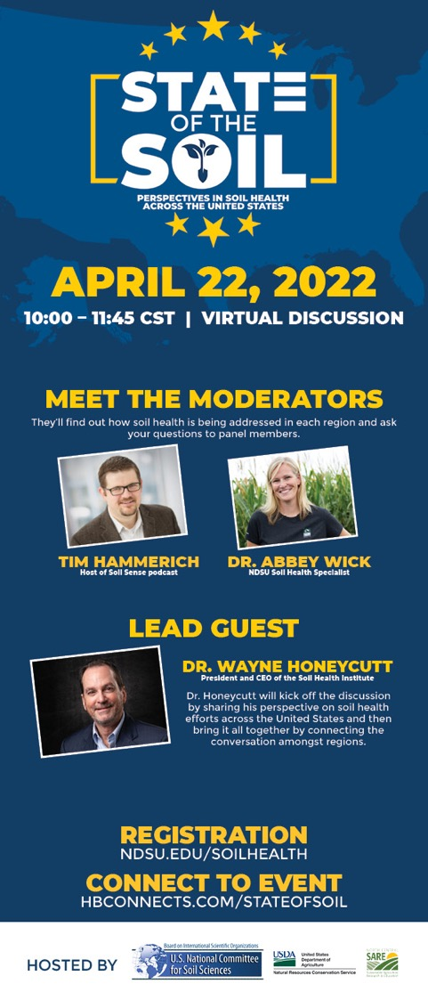 STATE
OF THE
SOIL
PERSPECTIVES IN SOIL HEALTH
ACROSS THE UNITED STATES
APRIL 22, 2022
10:00 – 11:45 CST | VIRTUAL DISCUSSION
MEET THE MODERATORS
They'll find out how soil health is being addressed in each region and ask
your questions to panel members.
TIM HAMMERICH
Host of Soil Sense podcast
DR. ABBEY WICK
NDSU Soil Health Specialist
LEAD GUEST
DR. WAYNE HONEYCUTT
President and CEO of the Soil Health Institute
Dr. Honeycutt will kick off the discussion
by sharing his perspective on soil health
efforts across the United States and then
bring it all together by connecting the
conversation amongst regions.
REGISTRATION
NDSU.EDU/SOILHEALTH
CONNECT TO EVENT
HBCONNECTS.COM/STATEOFSOIL
HOSTED BY
Board on International Scientific Organizations
U.S. National Committee
for Soil Sciences
USDA
United States
Department of
Agriculture
Natural Resources Conservation Service
SARE